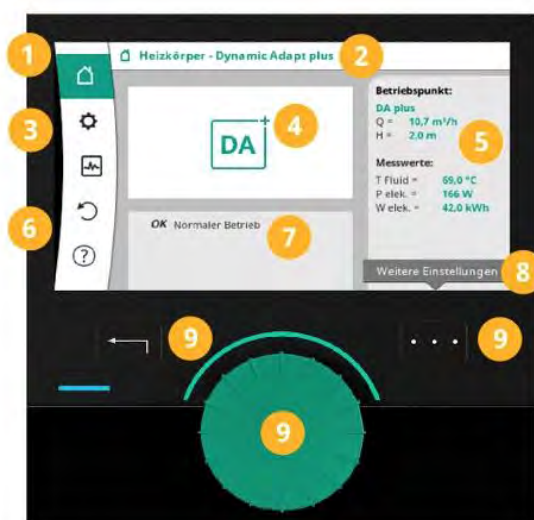 1
Heizkörper - Dynamic Adapt plus
2
3
DA+
4
Betriebspunkt:
DA plus
Q = 10,7 m³/h
H = 2,0 m
5
Messwerte:
T Fluid = 69,0 °C
P elek. = 166 W
W elek. = 42,0 kWh
6
?
OK Normaler Betrieb
7
Weitere Einstellungen
8
9
9
9